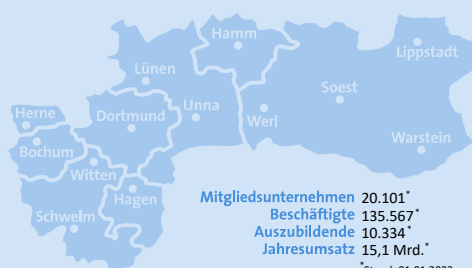 Hamm
Lippstadt
Lünen
Soest
Unna
Herne
Dortmund
Werl
Warstein
Bochum
Witten
Hagen
Schwelm
Mitgliedsunternehmen 20.101*
Beschäftigte 135.567*
Auszubildende 10.334*
Jahresumsatz 15,1 Mrd.*